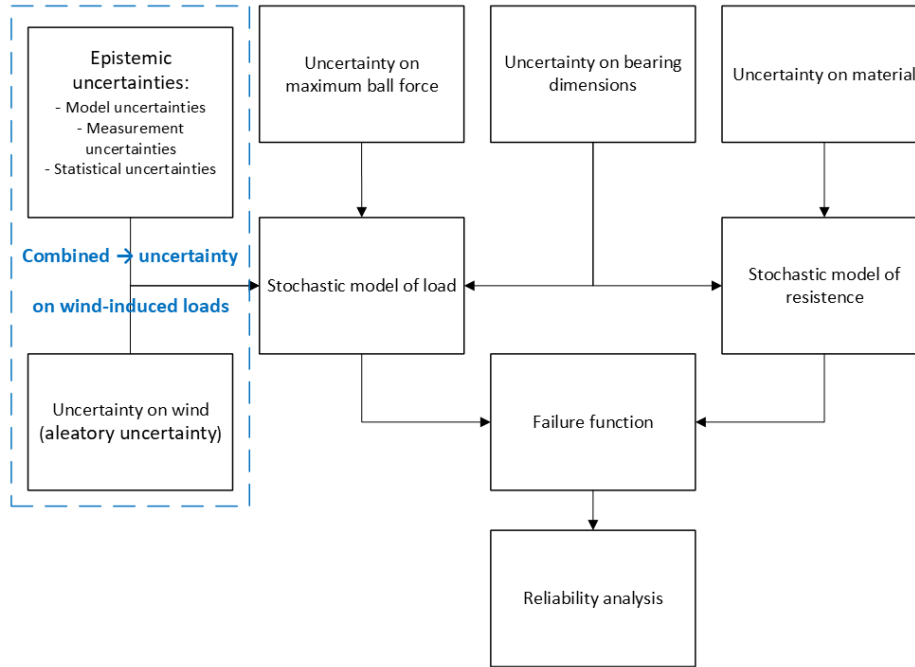 Epistemic
uncertainties:
- Model uncertainties
- Measurement
uncertainties
- Statistical uncertainties
Uncertainty on
maximum ball force
Uncertainty on bearing
dimensions
Uncertainty on material
Combined → uncertainty
on wind-induced loads
Stochastic model of load
Stochastic model of
resistence
Uncertainty on wind
(aleatory uncertainty)
Failure function
Reliability analysis